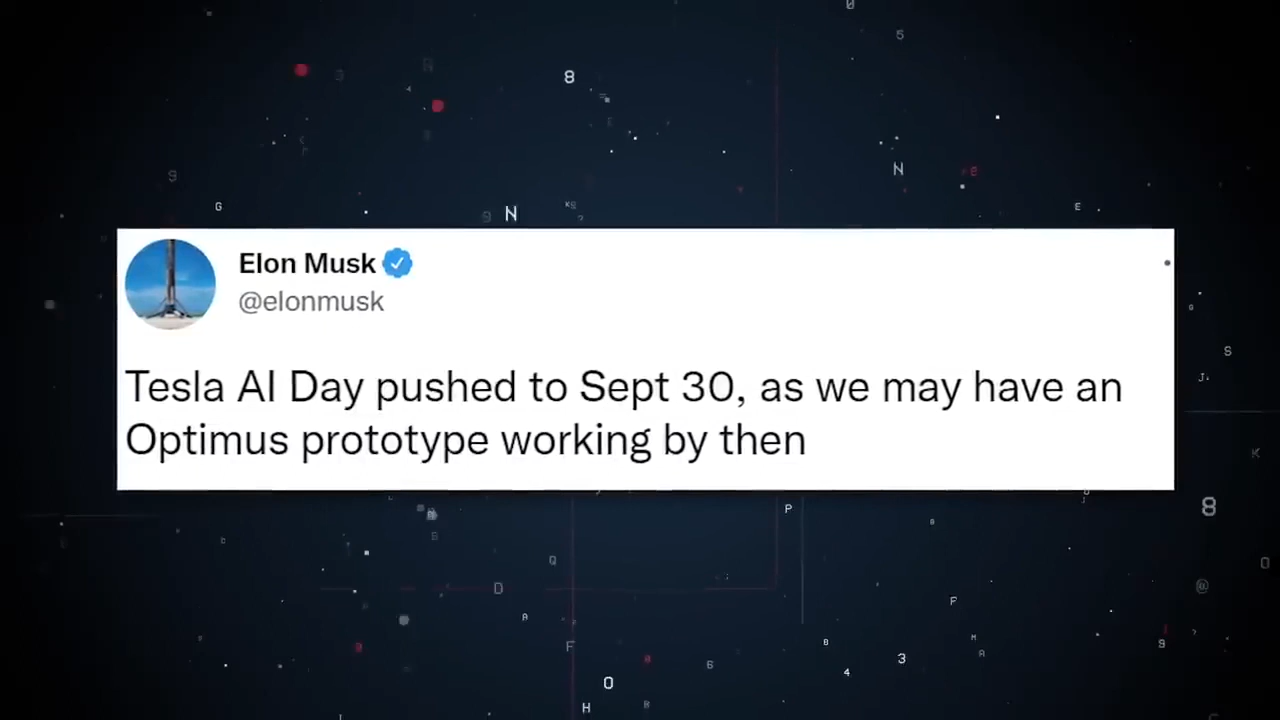 Elon Musk
@elonmusk
Tesla AI Day pushed to Sept 30, as we may have an
Optimus prototype working by then